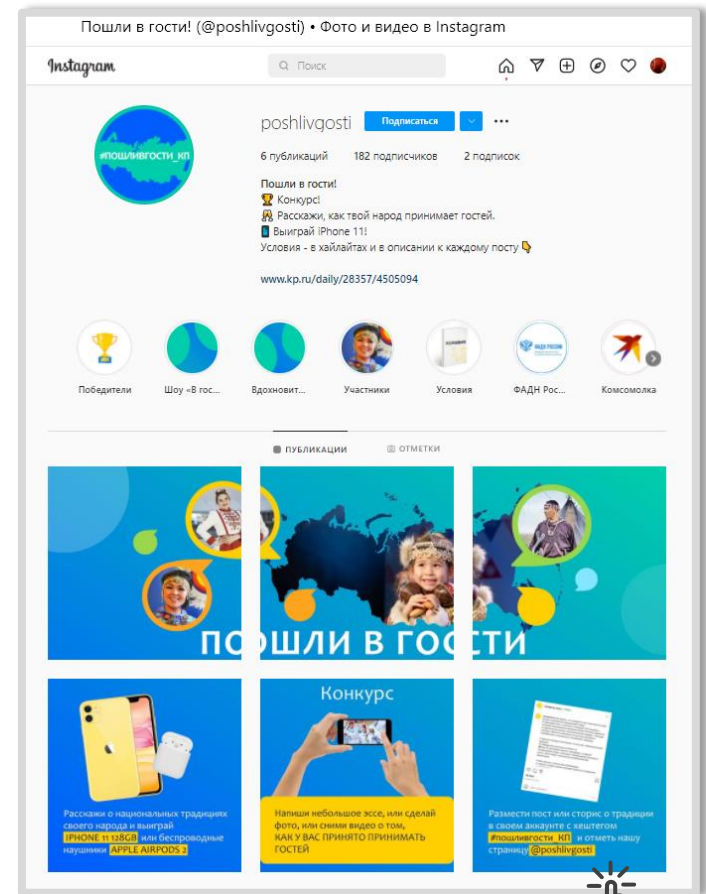 Пошли в гости! (@poshlivgosti) • Фото и видео в Instagram
Instagram
Поиск
#ПОШЛИВГОСТИ_КП
poshlivgosti
Подписаться
6 публикаций 182 подписчиков 2 подписок
Пошли в гости!
🏆 Конкурс!
Расскажи, как твой народ принимает гостей.
📱 Выиграй iPhone 11!
Условия - в хайлайтах и в описании к каждому посту 👇
www.kp.ru/daily/28357/4505094
ФАДН РОССИИ
Победители Шоу «В гос... Вдохновит... Участники Условия ФАДН Рос... Комсомолка
ПУБЛИКАЦИИ ОТМЕТКИ
ПОШЛИ В ГОСТИ
Расскажи о национальных традициях
своего народа и выиграй
IPHONE 11 128GB или беспроводные
наушники APPLE AIRPODS 2
Конкурс
Напиши небольшое эссе, или сделай
фото, или сними видео о том,
КАК У ВАС ПРИНЯТО ПРИНИМАТЬ
ГОСТЕЙ
Размести пост или сторис о традиции
в своем аккаунте с хештегом
#пошливгости_КП и отметь нашу
страницу @poshlivgosti